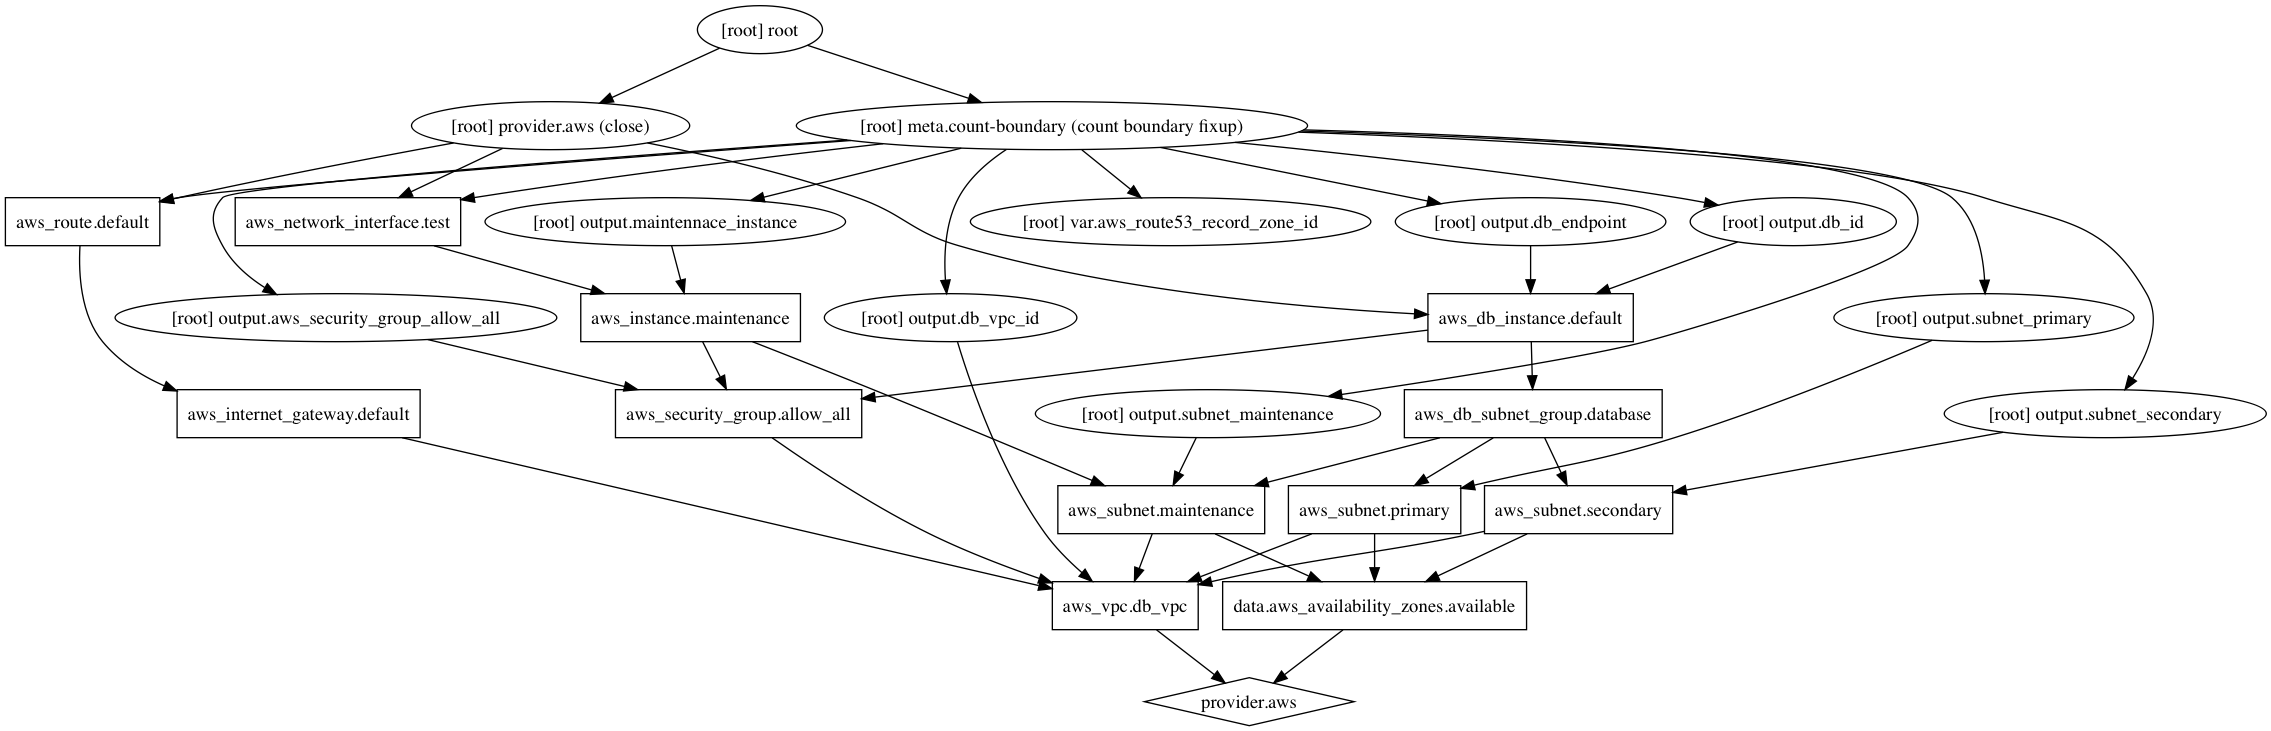 [root] root
[root] provider.aws (close)
[root] meta.count-boundary (count boundary fixup)
aws_route.default
aws_network_interface.test
[root] output.maintennace_instance
[root] var.aws_route53_record_zone_id
[root] output.db_endpoint
[root] output.db_id
[root] output.aws_security_group_allow_all
aws_instance.maintenance
[root] output.db_vpc_id
aws_db_instance.default
[root] output.subnet_primary
aws_internet_gateway.default
aws_security_group.allow_all
[root] output.subnet_maintenance
aws_db_subnet_group.database
[root] output.subnet_secondary
aws_subnet.maintenance
aws_subnet.primary
aws_subnet.secondary
aws_vpc.db_vpc
data.aws_availability_zones.available
provider.aws